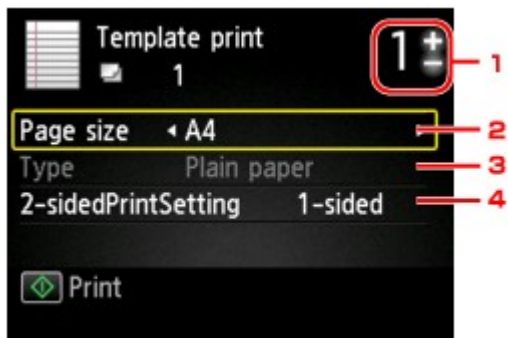 Template print
1
1 + -
1
Page size A4
2
Type Plain paper
3
2-sidedPrintSetting 1-sided
4
Print